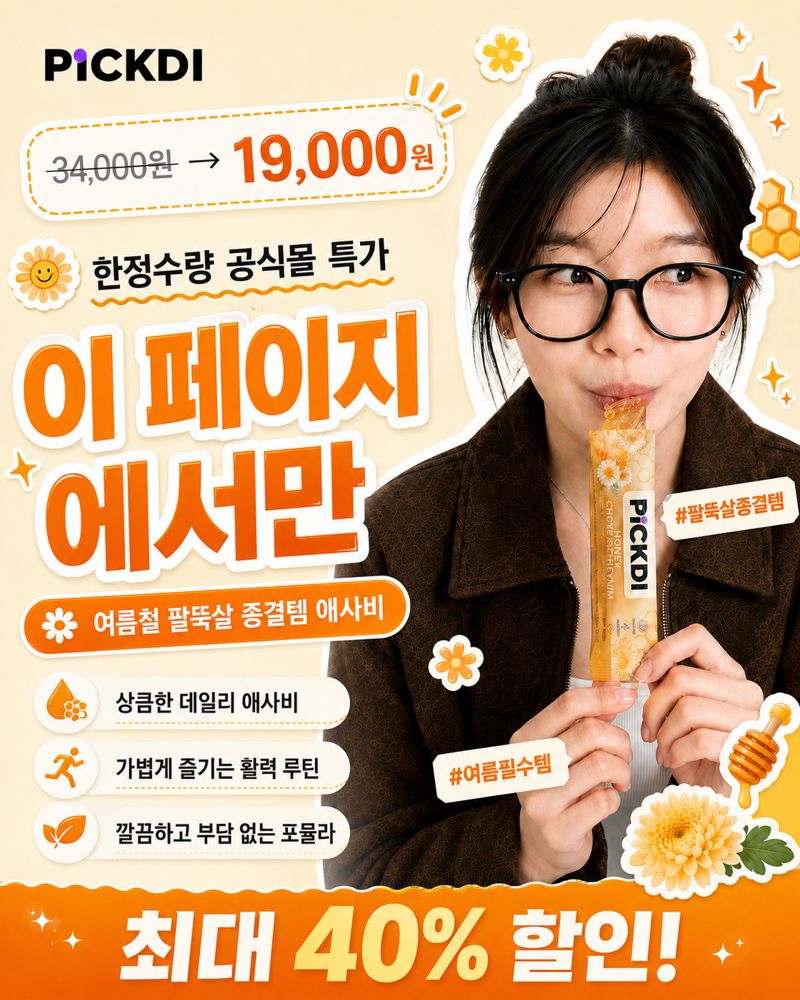 PiCKDI
34,000원 → 19,000원
한정수량 공식몰 특가
이 페이지
에서만
여름철 팔뚝살 종결템 애사비
상큼한 데일리 애사비
가볍게 즐기는 활력 루틴
깔끔하고 부담 없는 포뮬라
PiCKDI
#팔뚝살종결템
#여름필수템
최대 40% 할인!